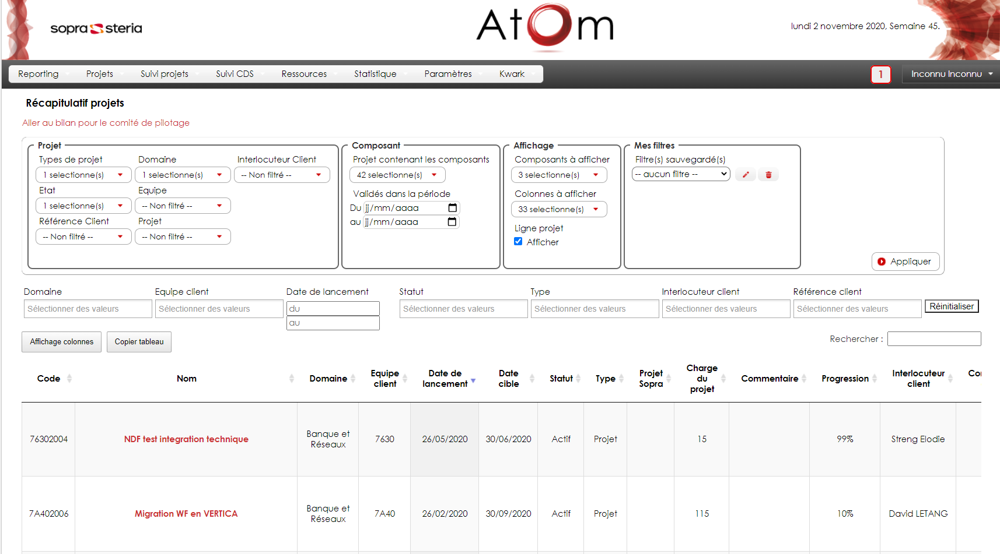 sopra steria
AtOm
lundi 2 novembre 2020, Semaine 45.
Reporting Projets Suivi projets Suivi CDS Ressources Statistique Paramètres Kwark 1 Inconnu Inconnu
Récapitulatif projets
Aller au bilan pour le comité de pilotage
Projet
Types de projet Domaine Interlocuteur Client
1 selectionne(s) 1 selectionne(s) -- Non filtré --
Etat Equipe
1 selectionne(s) -- Non filtré --
Référence Client Projet
-- Non filtré -- -- Non filtré --
Composant
Projet contenant les composants
42 selectionne(s)
Validés dans la période
Du jj/mm/aaaa
au jj/mm/aaaa
Affichage
Composants à afficher
3 selectionne(s)
Colonnes à afficher
33 selectionne(s)
Ligne projet
Afficher
Mes filtres
Filtre(s) sauvegardé(s)
-- aucun filtre --
Appliquer
Domaine Equipe client Date de lancement Statut Type Interlocuteur client Référence client
Sélectionner des valeurs Sélectionner des valeurs du Sélectionner des valeurs Sélectionner des valeurs Sélectionner des valeurs Sélectionner des valeurs Réinitialiser
au
Affichage colonnes Copier tableau Rechercher :
Code Nom Domaine Equipe client Date de lancement Date cible Statut Type Projet Sopra Charge du projet Commentaire Progression Interlocuteur client
76302004 NDF test integration technique Banque et Réseaux 7630 26/05/2020 30/06/2020 Actif Projet 15 99% Streng Elodie
7A402006 Migration WF en VERTICA Banque et Réseaux 7A40 26/02/2020 30/09/2020 Actif Projet 115 10% David LETANG